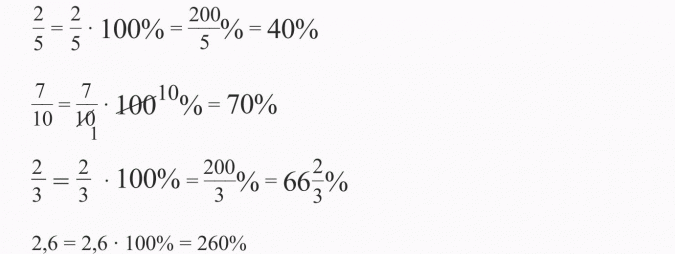 2/5 = 2/5 · 100% = 200/5% = 40%
7/10 = 7/10 1 · 100 10% = 70%
2/3 = 2/3 · 100% = 200/3% = 66 2/3%
2,6 = 2,6 · 100% = 260%